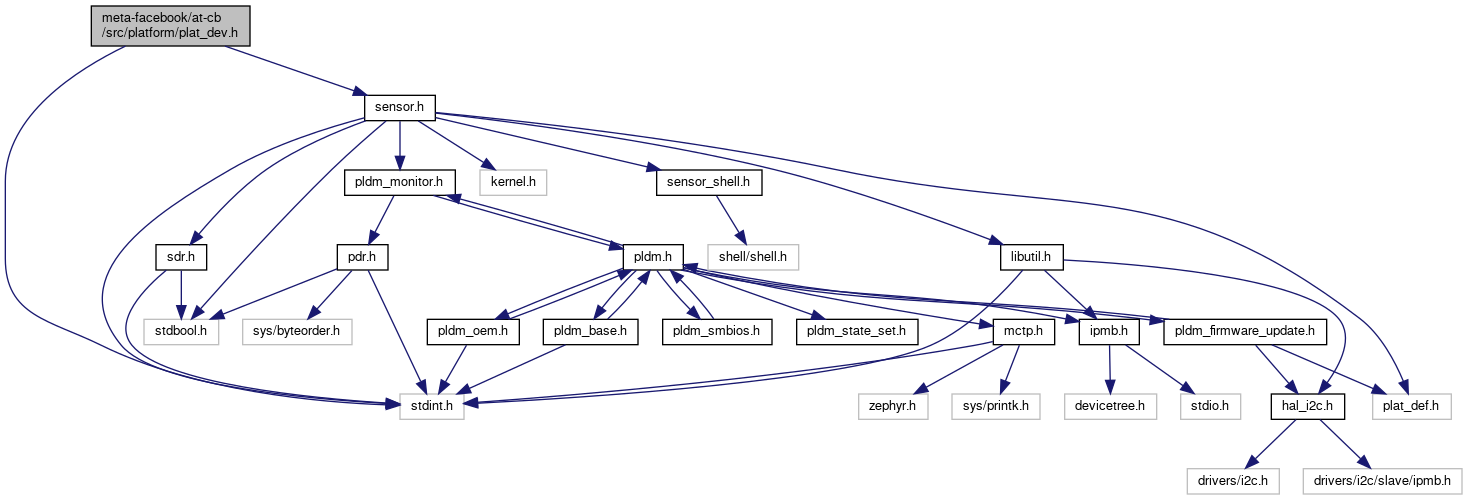 meta-facebook/at-cb
/src/platform/plat_dev.h
sensor.h
pldm_monitor.h
kernel.h
sensor_shell.h
sdr.h
pdr.h
pldm.h
shell/shell.h
libutil.h
stdbool.h
sys/byteorder.h
pldm_oem.h
pldm_base.h
pldm_smbios.h
pldm_state_set.h
mctp.h
ipmb.h
pldm_firmware_update.h
stdint.h
zephyr.h
sys/printk.h
devicetree.h
stdio.h
hal_i2c.h
plat_def.h
drivers/i2c.h
drivers/i2c/slave/ipmb.h